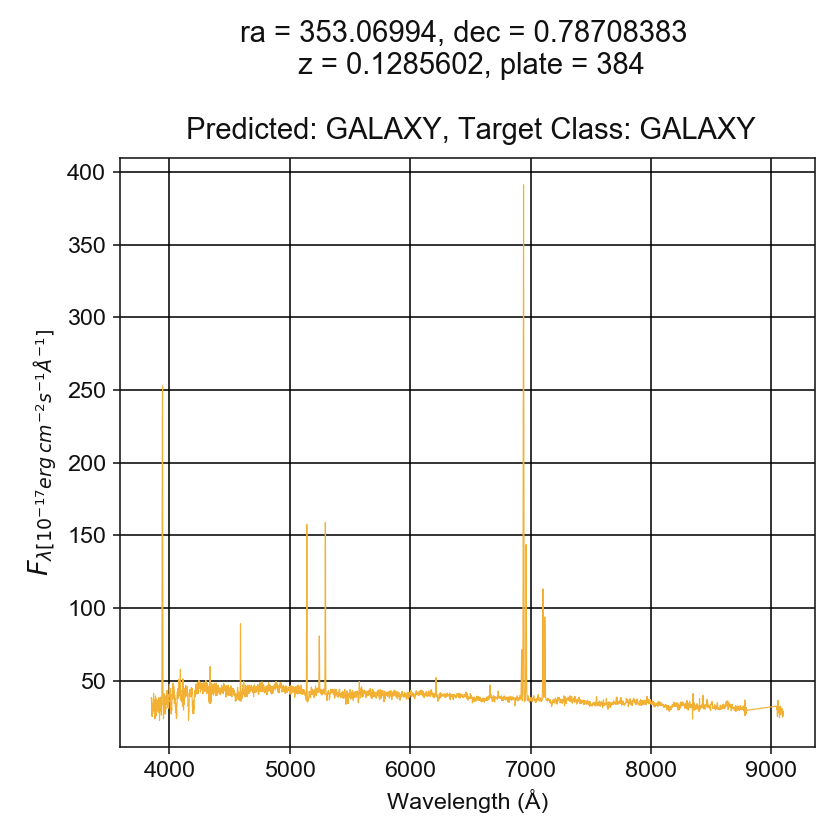 ra = 353.06994, dec = 0.78708383
z = 0.1285602, plate = 384
Predicted: GALAXY, Target Class: GALAXY
400
350
300
250
200
150
100
50
F_{λ[10^{−17}erg cm^{−2}s^{−1}Å^{−1}]}
4000 5000 6000 7000 8000 9000
Wavelength (Å)